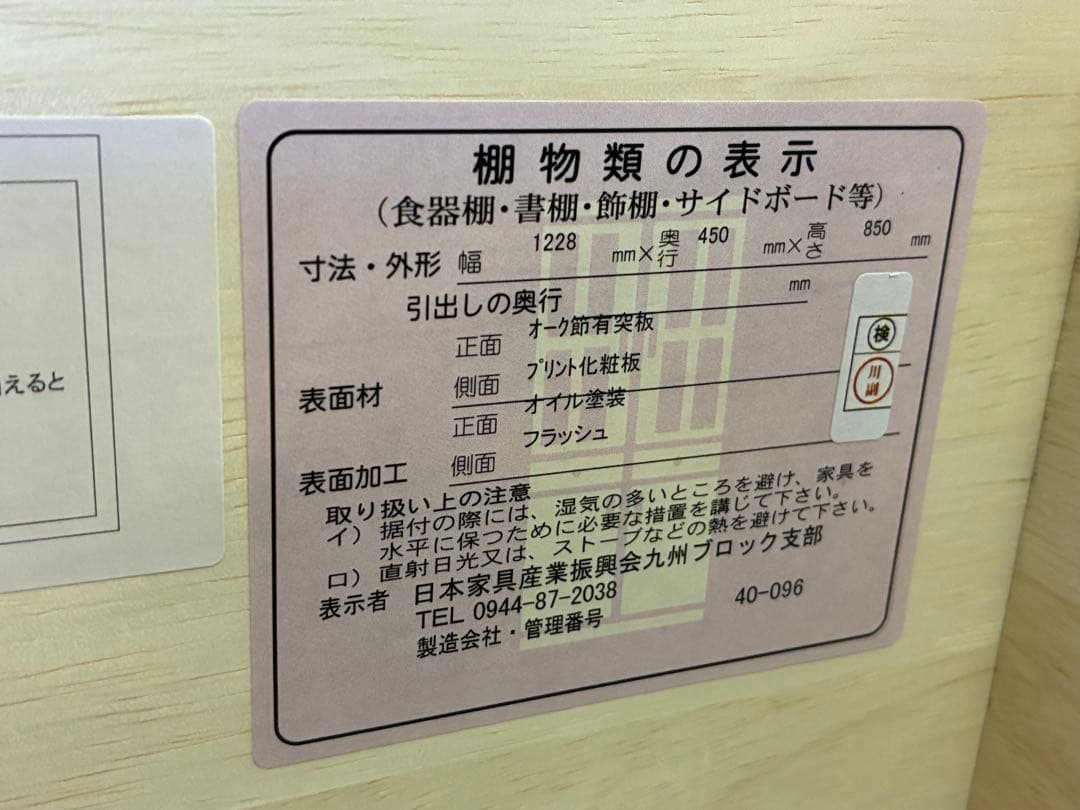 えると
棚物類の表示
(食器棚・書棚・飾棚・サイドボード等)
寸法・外形 幅 1228 mm×奥行 450 mm×高さ 850 mm
引出しの奥行 mm
表面材 正面 オーク節有突板
側面 プリント化粧板
表面加工 正面 オイル塗装
側面 フラッシュ
取り扱い上の注意
イ) 据付の際には、湿気の多いところを避け、家具を
水平に保つために必要な措置を講じて下さい。
ロ) 直射日光又は、ストーブなどの熱を避けて下さい。
表示者 日本家具産業振興会九州ブロック支部
TEL 0944-87-2038
製造会社・管理番号 40-096
検
川副